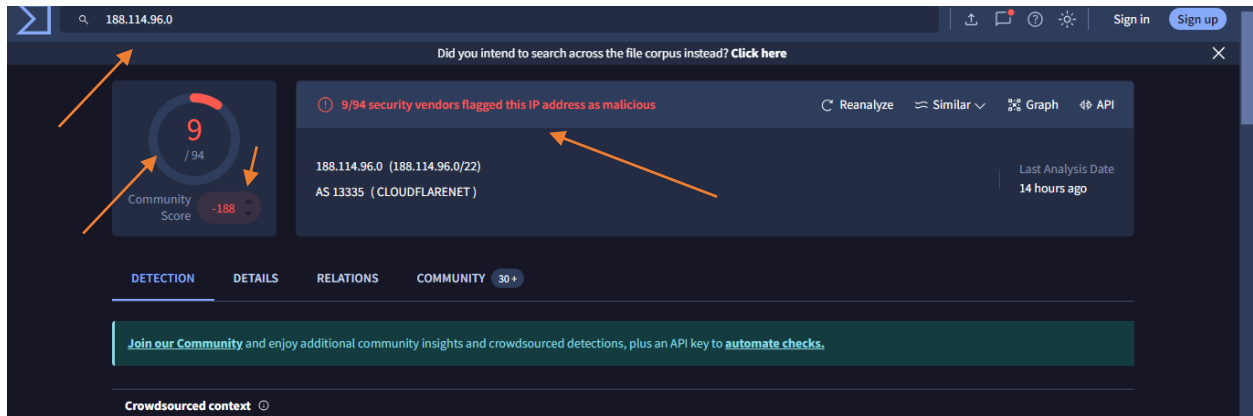 188.114.96.0
Sign in
Sign up
Did you intend to search across the file corpus instead? Click here
9
/ 94
Community
Score
-188
9/94 security vendors flagged this IP address as malicious
Reanalyze
Similar
Graph
API
188.114.96.0 (188.114.96.0/22)
AS 13335 ( CLOUDFLARENET )
Last Analysis Date
14 hours ago
DETECTION
DETAILS
RELATIONS
COMMUNITY
30+
Join our Community and enjoy additional community insights and crowdsourced detections, plus an API key to automate checks.
Crowdsourced context